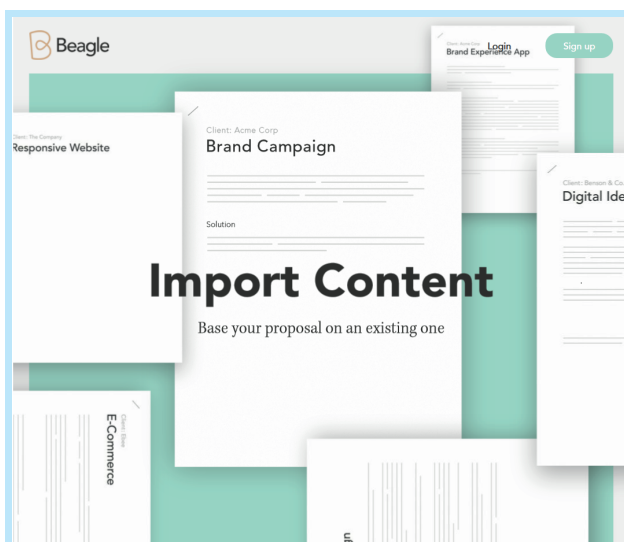 Beagle
Client: Acme Corp
Login
Brand Experience App
Sign up
Client: The Company
Responsive Website
Client: Acme Corp
Brand Campaign
Solution
Client: Benson & Co.
Digital Ide
Import Content
Base your proposal on an existing one
E-Commerce